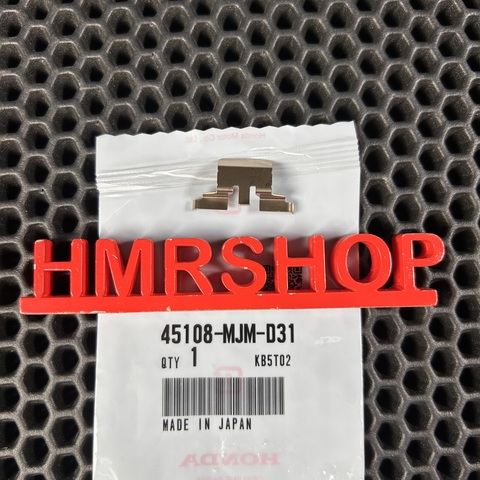 HMRSHOP
45108-MJM-D31
QTY 1 KB5T02
MADE IN JAPAN
HONDA